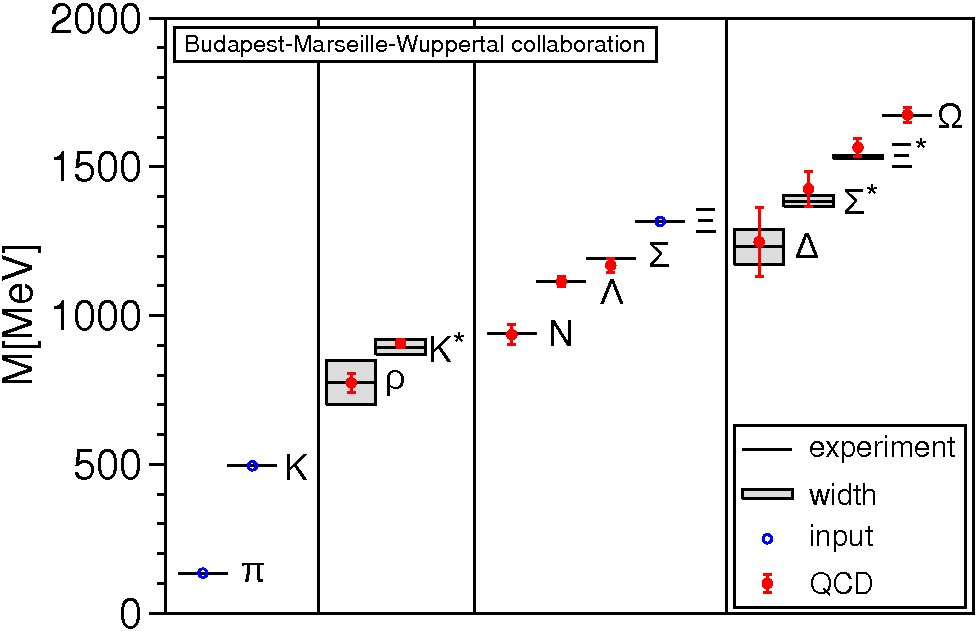 Budapest-Marseille-Wuppertal collaboration
M[MeV]
2000
1500
1000
500
0
π
K
ρ
K*
N
Λ
Σ
Ξ
Δ
Σ*
Ξ*
Ω
experiment
width
input
QCD